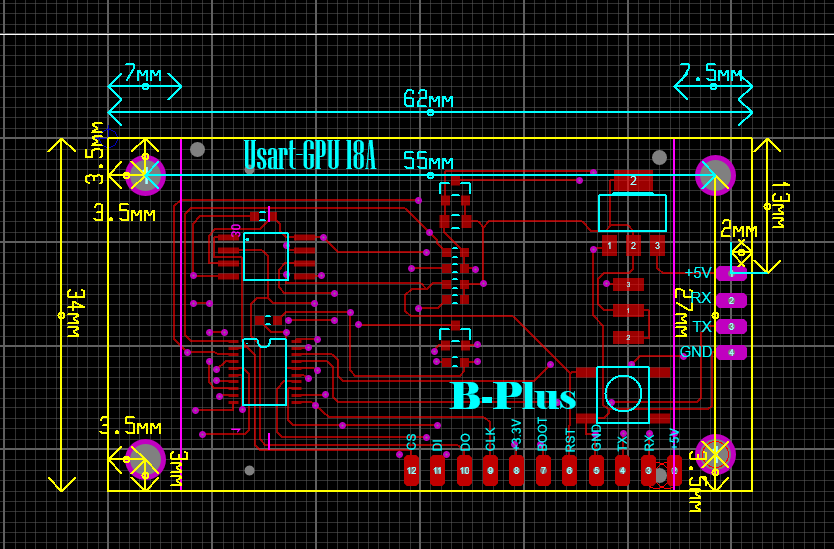 7MM
7.5MM
62MM
3.5MM
Usart-GPU 18A
55MM
2
13MM
3.5MM
2MM
1 2 3
+5V
RX 2
TX 3
GND 4
34MM
27MM
3
1
2
B-Plus
3.5MM
3MM
CS DI DO CLK +3.3V BOOT RST GND TX RX +5V
12 11 10 9 8 7 6 5 4 3
3.5MM